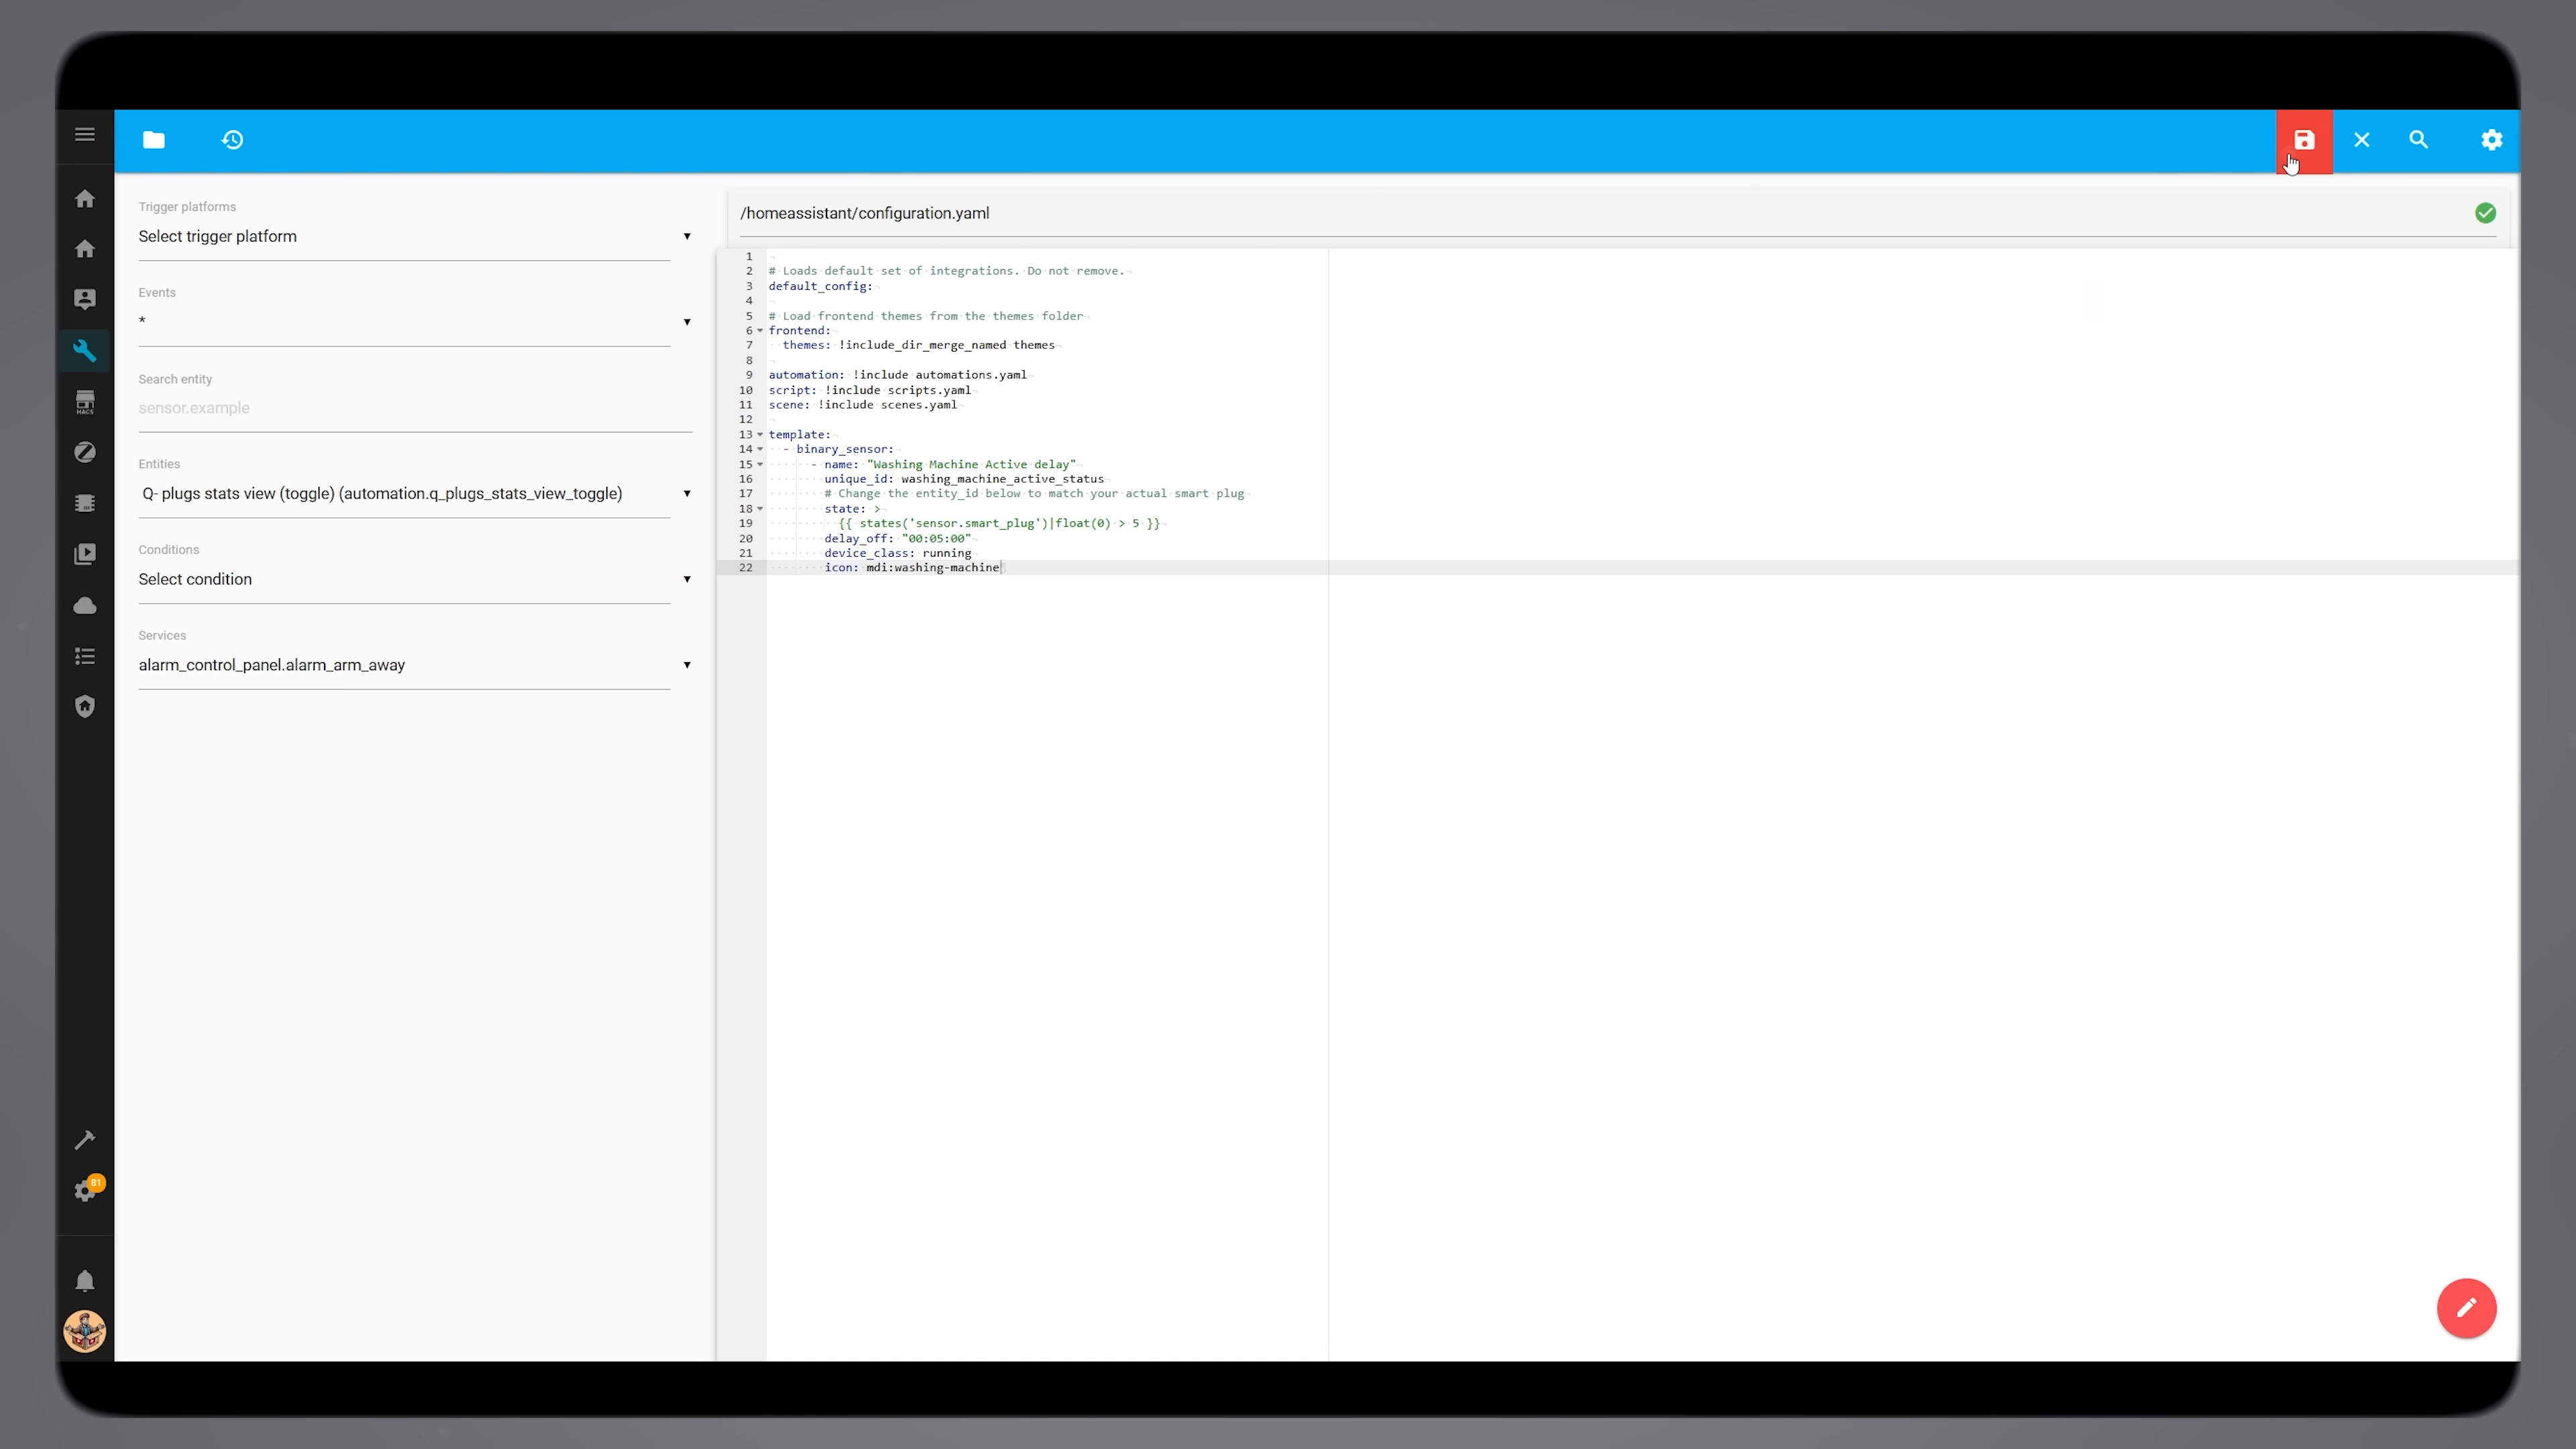 /homeassistant/configuration.yaml
Trigger platforms
Select trigger platform
Events
*
Search entity
sensor.example
Entities
Q- plugs stats view (toggle) (automation.q_plugs_stats_view_toggle)
Conditions
Select condition
Services
alarm_control_panel.alarm_arm_away
HACS
81
1
2 # Loads default set of integrations. Do not remove.
3 default_config:
4
5 # Load frontend themes from the themes folder
6 frontend:
7   themes: !include_dir_merge_named themes
8
9 automation: !include automations.yaml
10 script: !include scripts.yaml
11 scene: !include scenes.yaml
12
13 template:
14   - binary_sensor:
15       - name: "Washing Machine Active delay"
16         unique_id: washing_machine_active_status
17         # Change the entity_id below to match your actual smart plug
18         state: >
19           {{ states('sensor.smart_plug')|float(0) > 5 }}
20         delay_off: "00:05:00"
21         device_class: running
22         icon: mdi:washing-machine